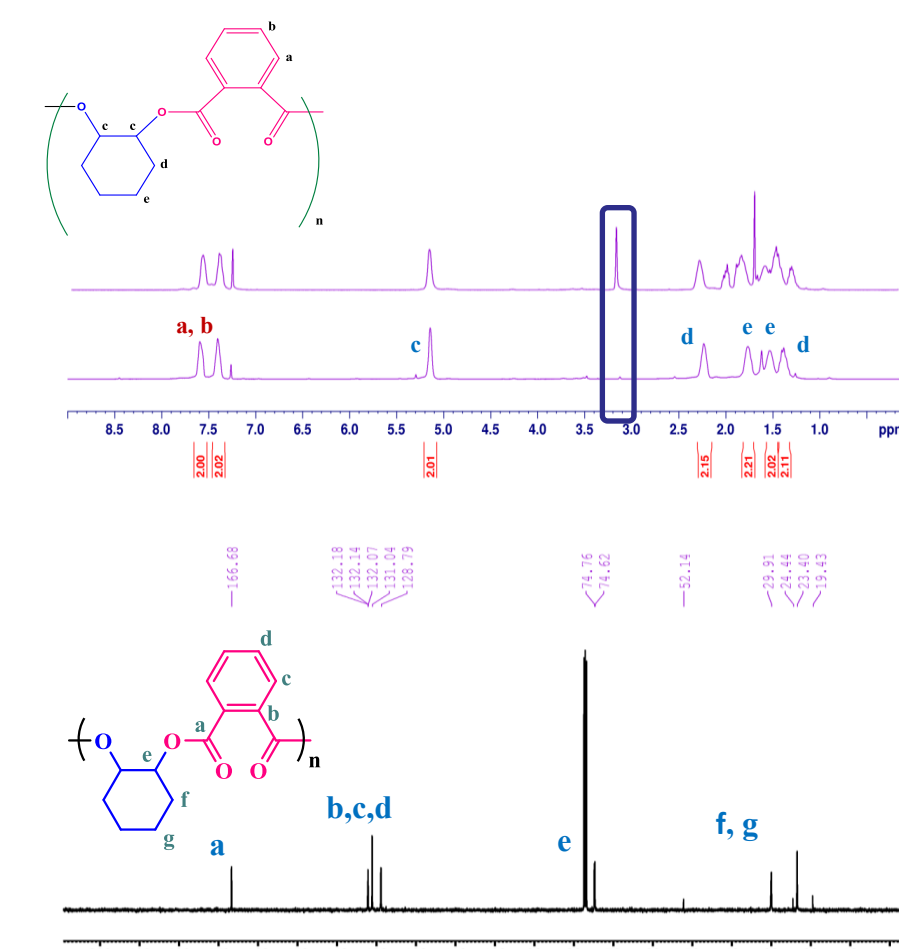 b
a
O
O
c
c
O
O
d
e
n
a, b
c
d
e
e
d
8.5 8.0 7.5 7.0 6.5 6.0 5.5 5.0 4.5 4.0 3.5 3.0 2.5 2.0 1.5 1.0 ppr
2.00
2.02
2.01
2.15
2.21
2.02
2.11
166.68
132.18
132.14
132.07
131.04
128.79
74.76
74.62
52.14
29.91
24.44
23.40
19.43
d
c
b
a
O
O
e
n
O
O
f
g
a
b,c,d
e
f, g